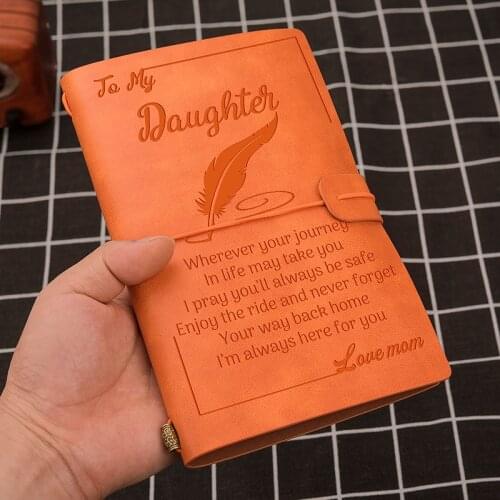 To My
Daughter
Wherever your journey
In life may take you
I pray you'll always be safe
Enjoy the ride and never forget
Your way back home
I'm always here for you
Love mom